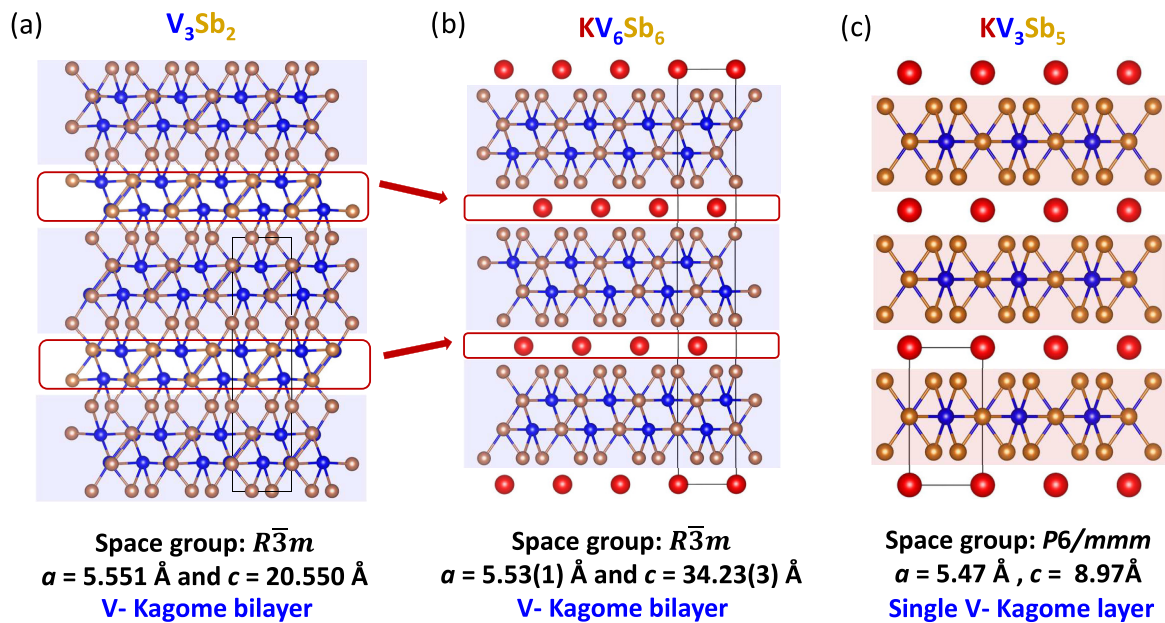 (a)
V₃Sb₂
(b)
KV₆Sb₆
(c)
KV₃Sb₅
Space group: R3̅m
a = 5.551 Å and c = 20.550 Å
V- Kagome bilayer
Space group: R3̅m
a = 5.53(1) Å and c = 34.23(3) Å
V- Kagome bilayer
Space group: P6/mmm
a = 5.47 Å , c = 8.97Å
Single V- Kagome layer